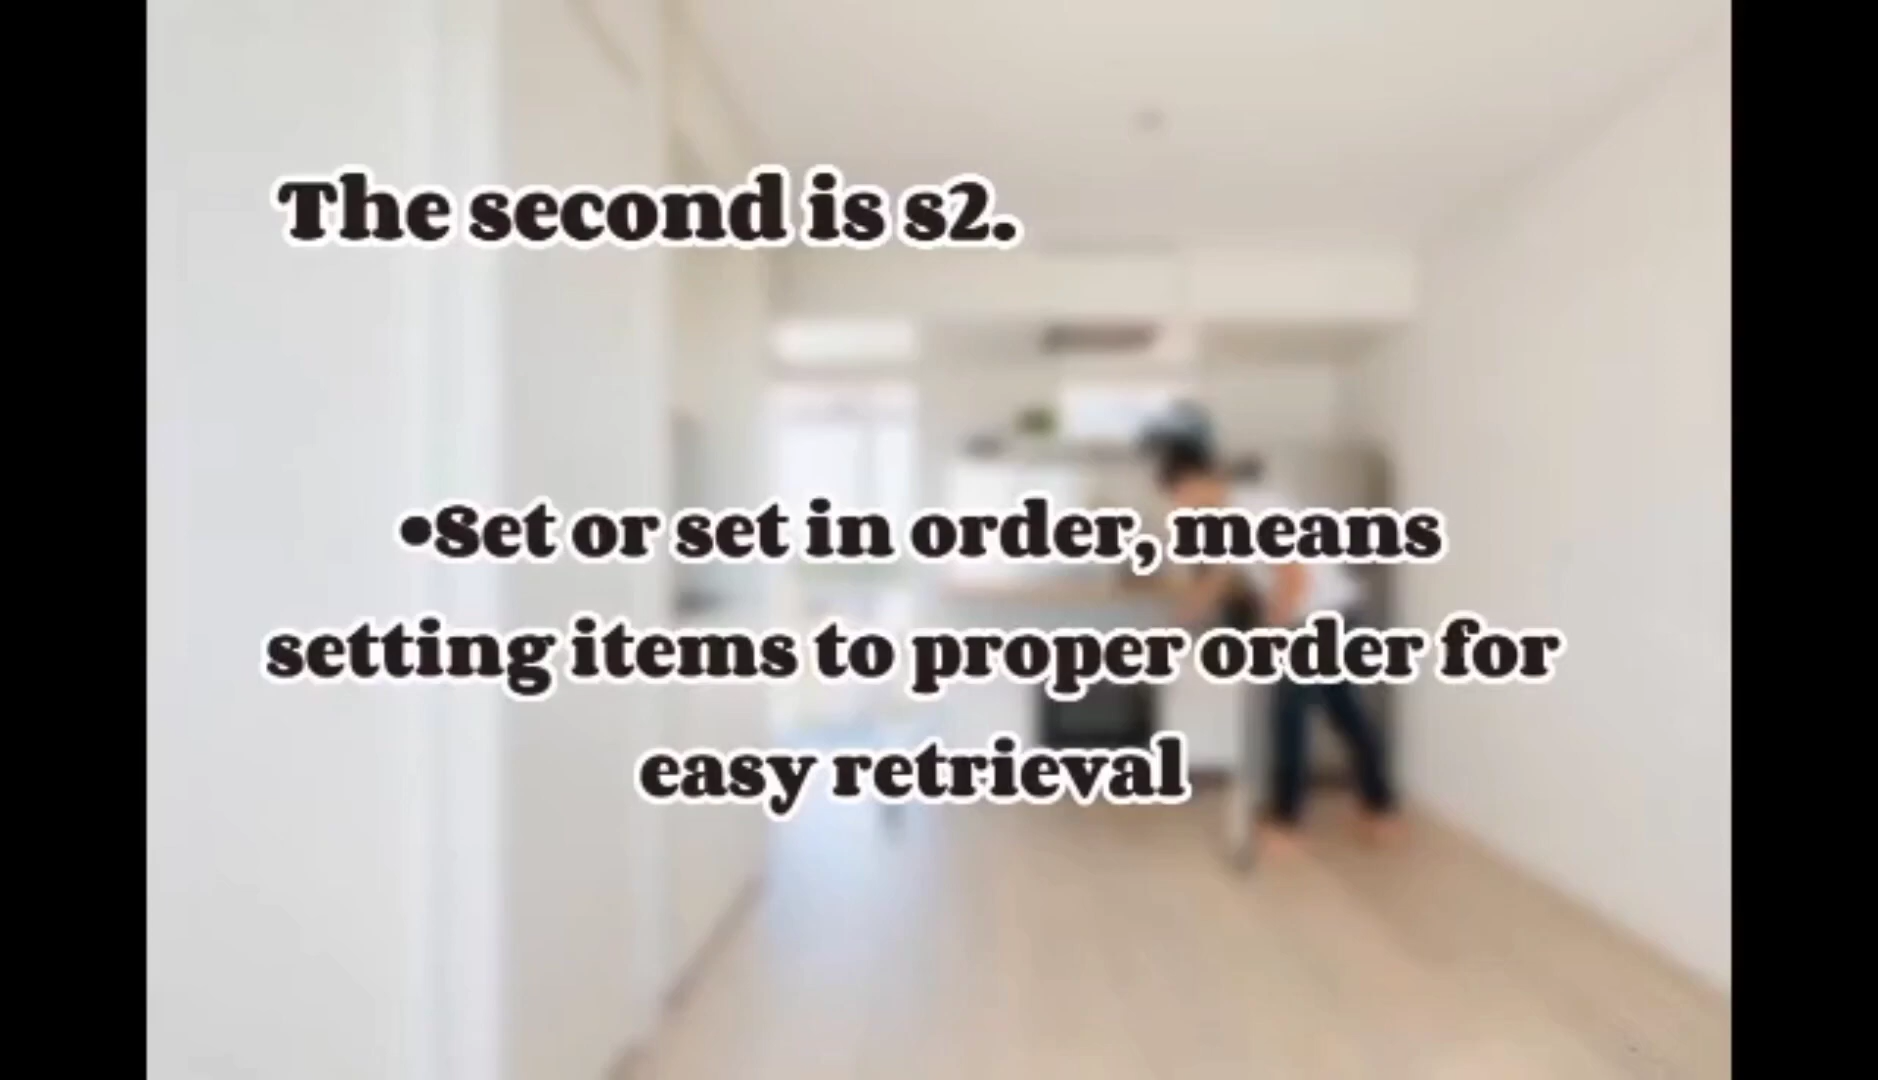 The second is s2.
•Set or set in order, means
setting items to proper order for
easy retrieval